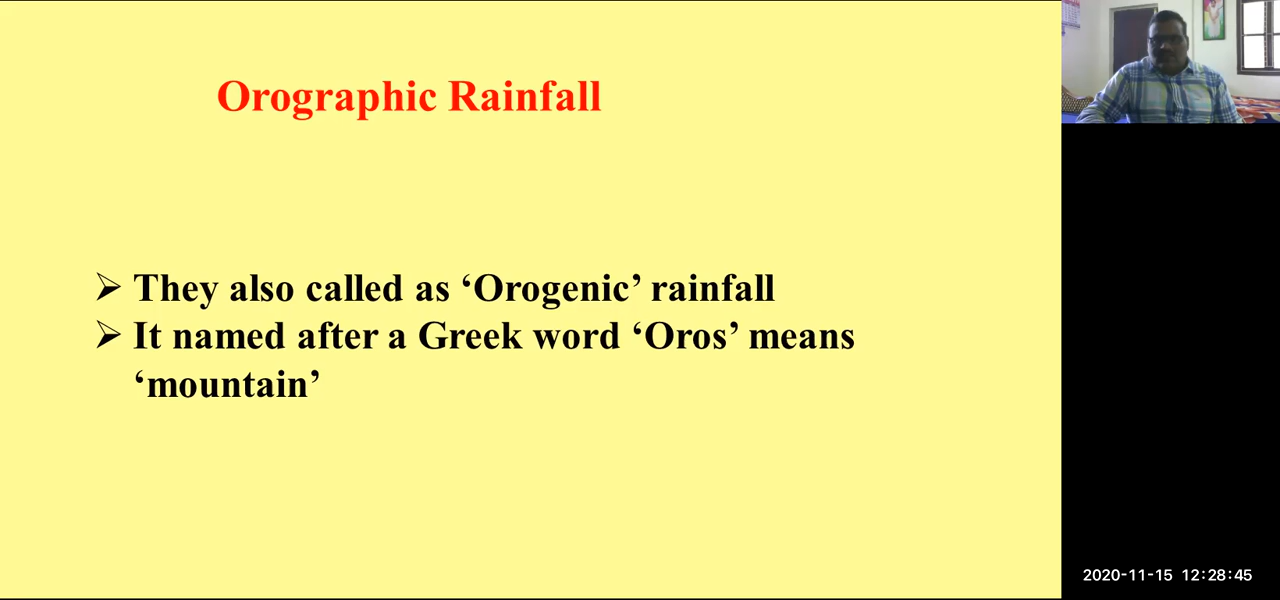 Orographic Rainfall
➢ They also called as ‘Orogenic’ rainfall
➢ It named after a Greek word ‘Oros’ means
‘mountain’
2020-11-15 12:28:45